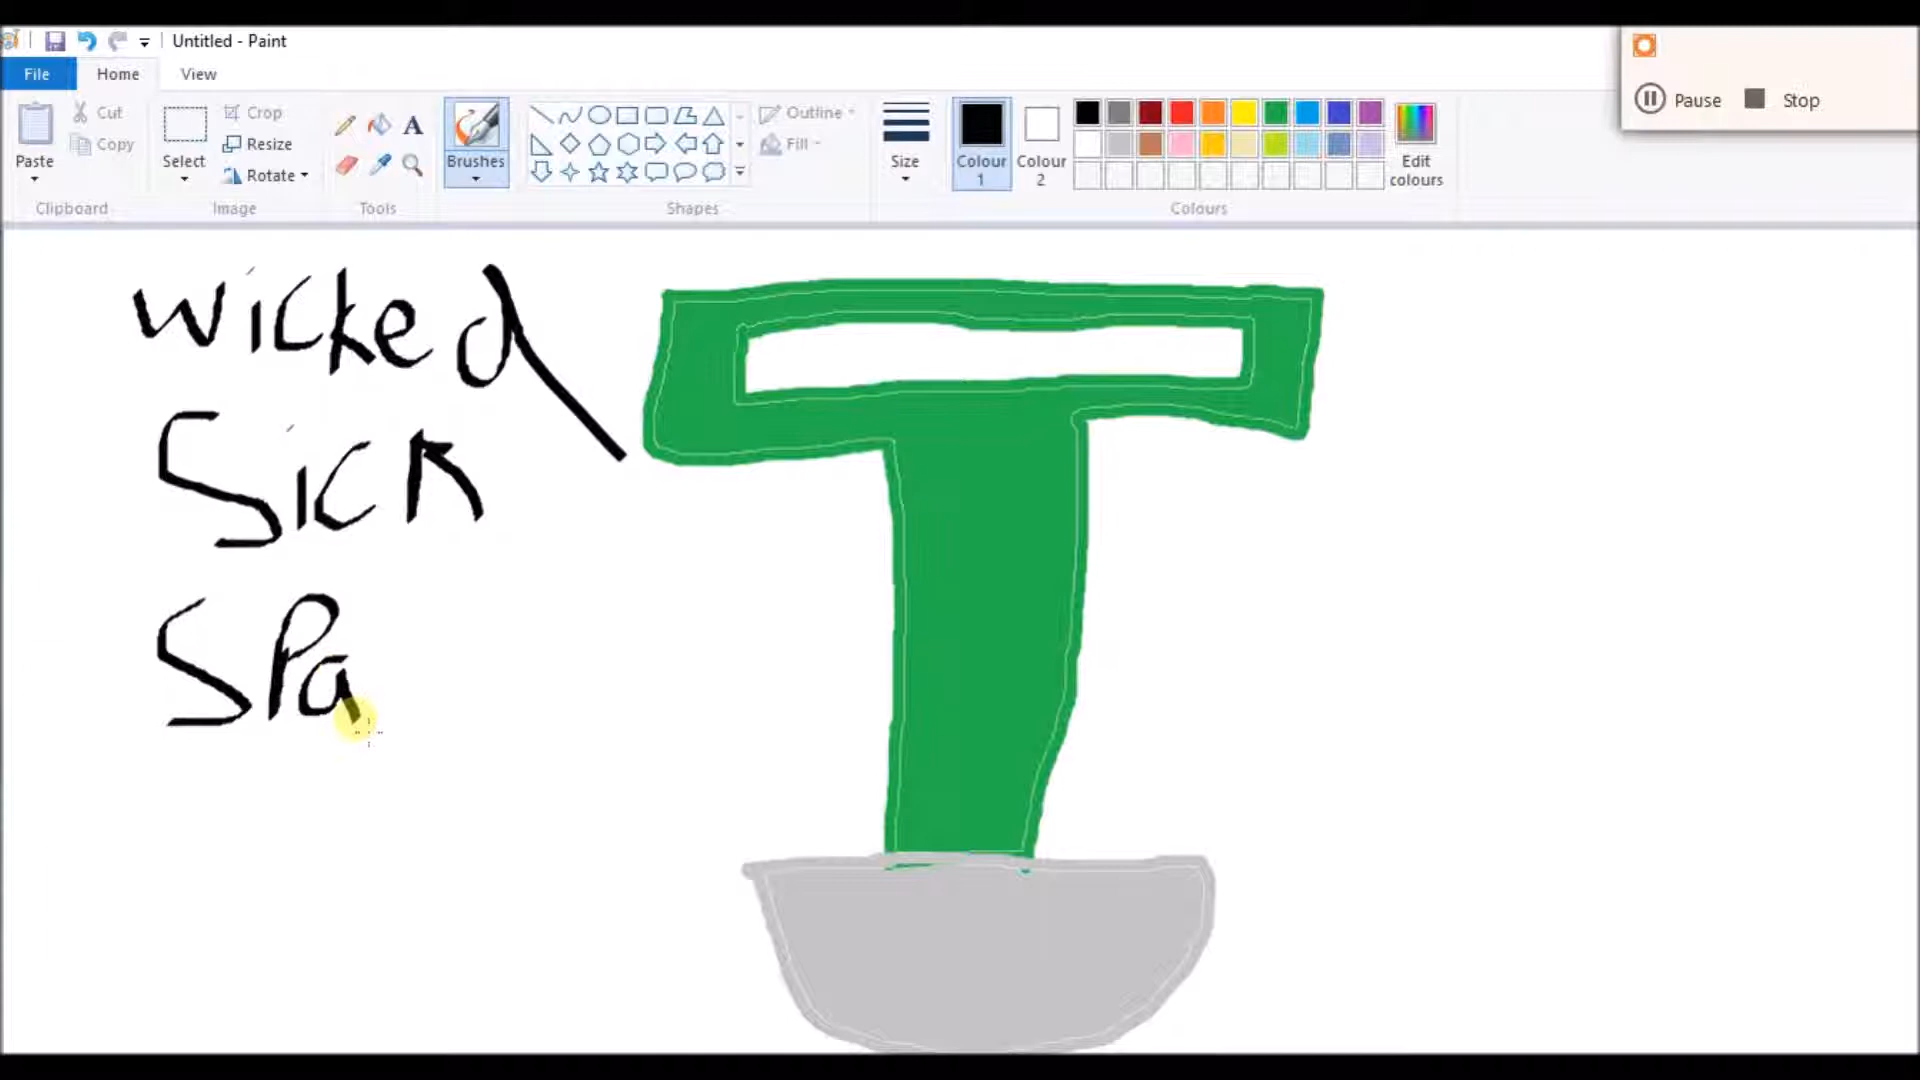 Untitled - Paint
File Home View
Pause Stop
Cut Crop Outline
Copy Resize Fill
Paste Select Rotate Brushes Size Colour 1 Colour 2 Edit colours
Clipboard Image Tools Shapes Colours
wicked
Sick
SPa